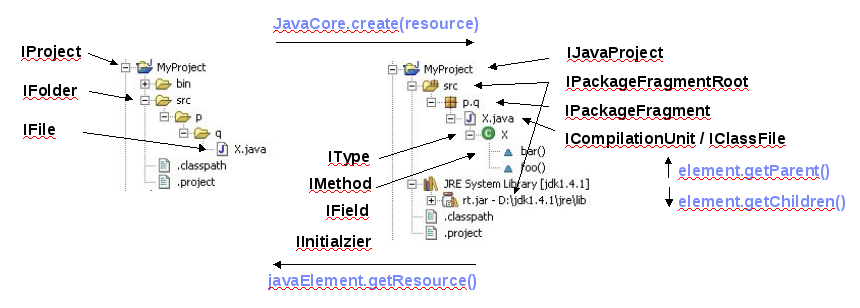 JavaCore.create(resource)
IProject
MyProject
bin
IFolder
src
p
q
IFile
X.java
.classpath
.project
MyProject
src
p.q
X.java
X
bar()
foo()
JRE System Library [jdk1.4.1]
rt.jar - D:\jdk1.4.1\jre\lib
.classpath
.project
IType
IMethod
IField
IInitialzier
IJavaProject
IPackageFragmentRoot
IPackageFragment
ICompilationUnit / IClassFile
element.getParent()
element.getChildren()
javaElement.getResource()